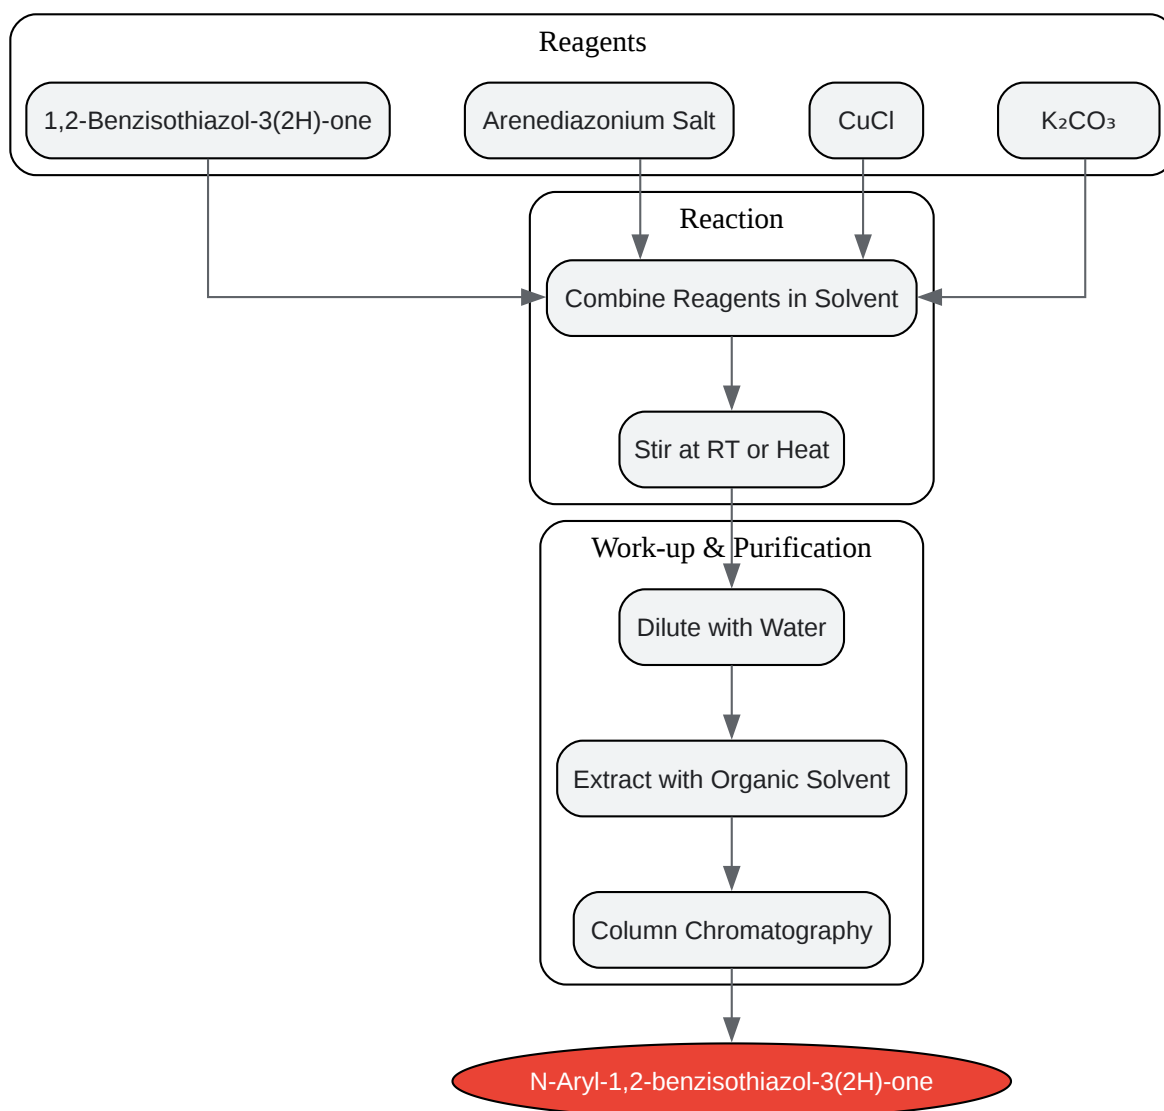 Reagents
1,2-Benzisothiazol-3(2H)-one
Arenediazonium Salt
CuCl
K₂CO₃
Reaction
Combine Reagents in Solvent
Stir at RT or Heat
Work-up & Purification
Dilute with Water
Extract with Organic Solvent
Column Chromatography
N-Aryl-1,2-benzisothiazol-3(2H)-one